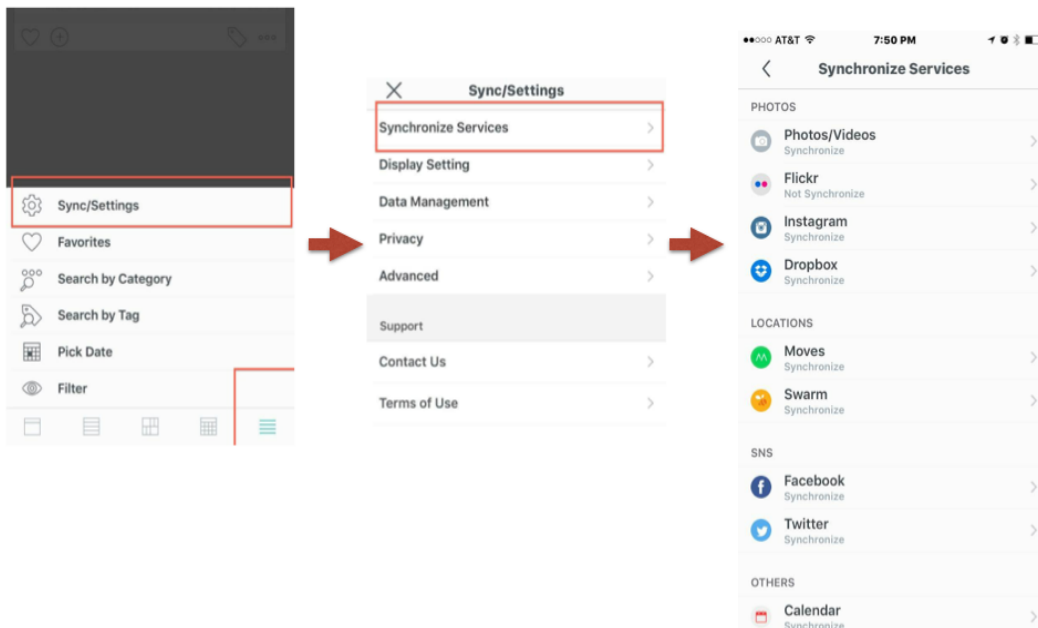 Sync/Settings
Favorites
Search by Category
Search by Tag
Pick Date
Filter
Sync/Settings
Synchronize Services
Display Setting
Data Management
Privacy
Advanced
Support
Contact Us
Terms of Use
AT&T 7:50 PM
Synchronize Services
PHOTOS
Photos/Videos
Synchronize
Flickr
Not Synchronize
Instagram
Synchronize
Dropbox
Synchronize
LOCATIONS
Moves
Synchronize
Swarm
Synchronize
SNS
Facebook
Synchronize
Twitter
Synchronize
OTHERS
Calendar
Synchronize